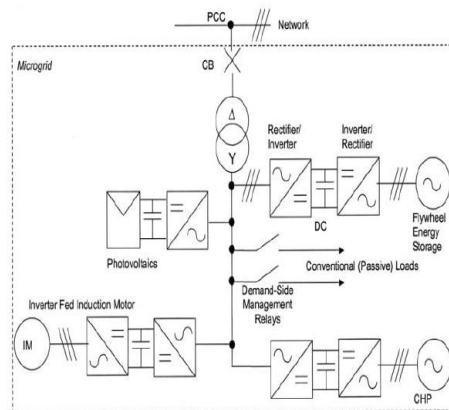 PCC
Network
Microgrid
CB
Δ
Y
Rectifier/
Inverter
Inverter/
Rectifier
DC
Flywheel
Energy
Storage
Photovoltaics
Conventional (Passive) Loads
Demand-Side
Management
Relays
Inverter Fed Induction Motor
IM
CHP